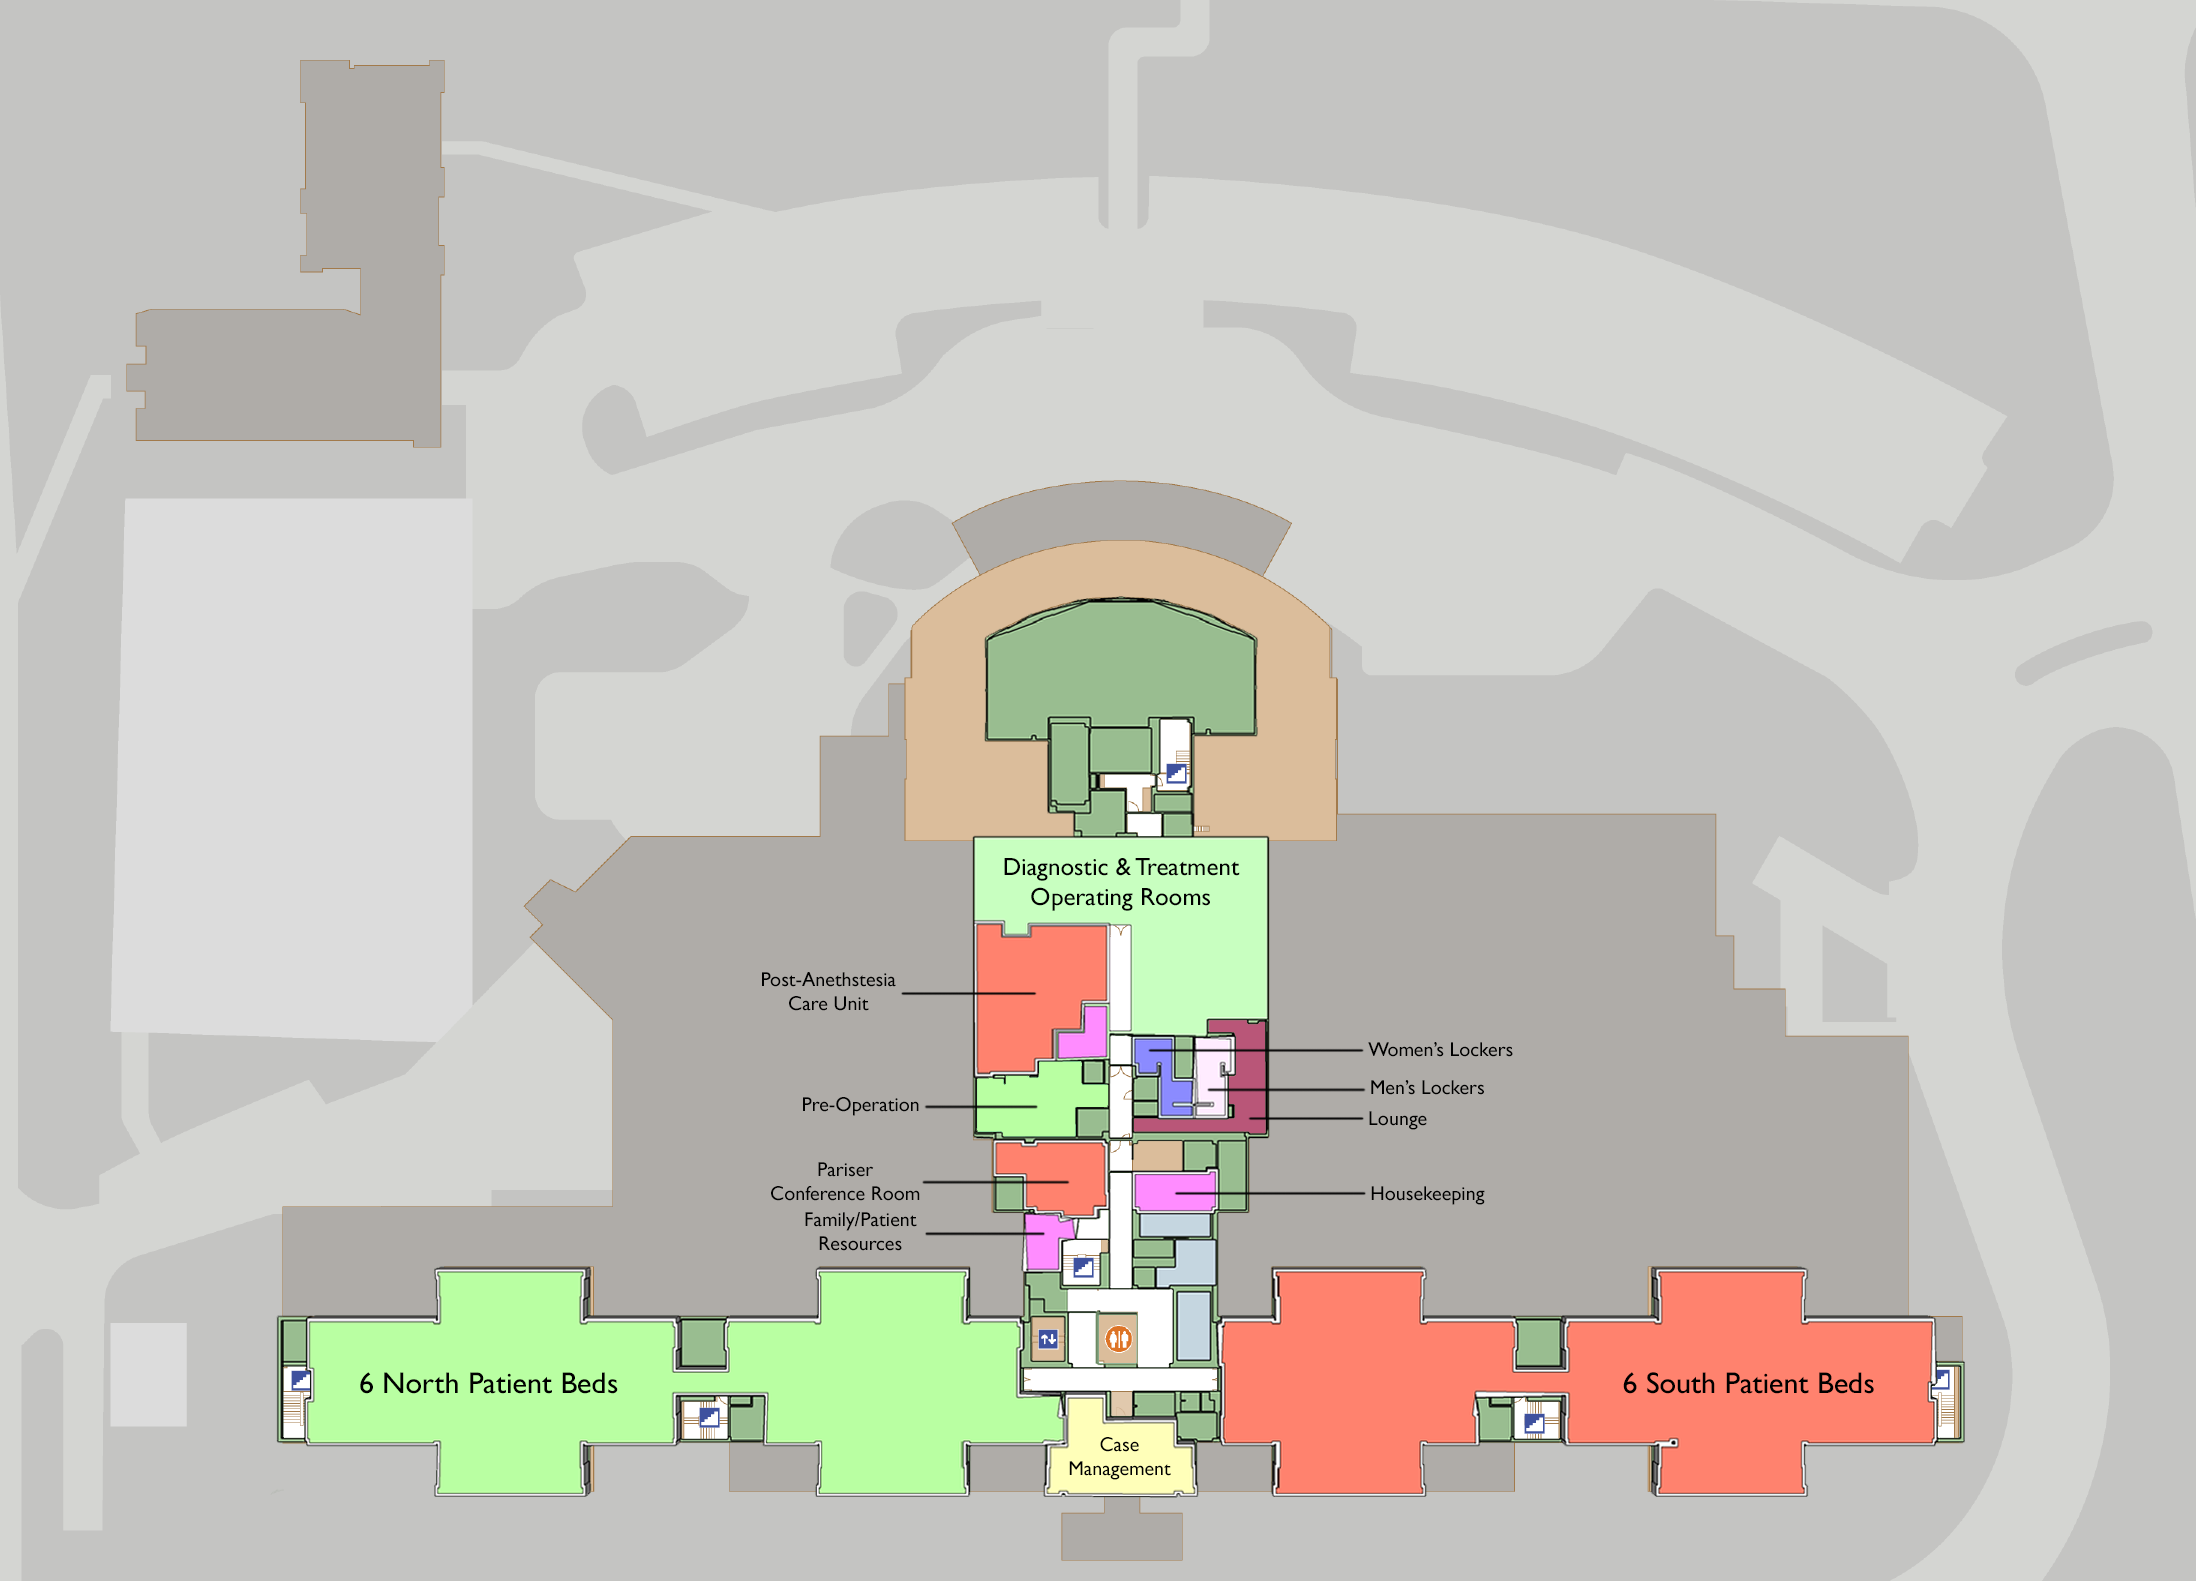 Diagnostic & Treatment
Operating Rooms
Post-Anethstesia
Care Unit
Women's Lockers
Men's Lockers
Pre-Operation
Lounge
Pariser
Conference Room
Housekeeping
Family/Patient
Resources
6 North Patient Beds
6 South Patient Beds
Case
Management